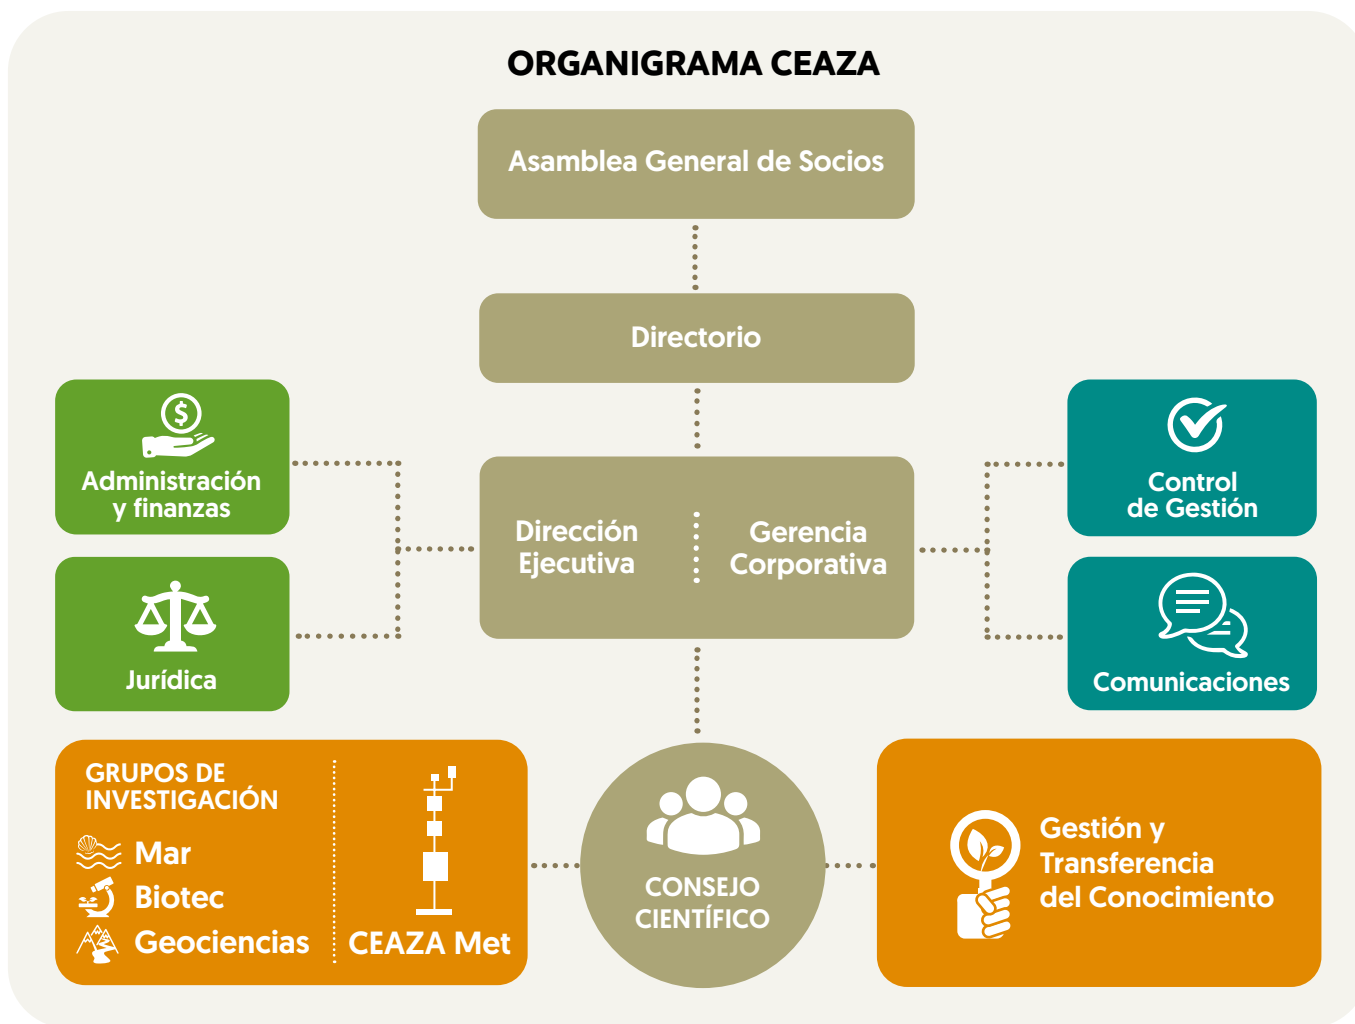 ORGANIGRAMA CEAZA
Asamblea General de Socios
Directorio
Administración
y finanzas
Jurídica
Dirección
Ejecutiva
Gerencia
Corporativa
Control
de Gestión
Comunicaciones
GRUPOS DE
INVESTIGACIÓN
Mar
Biotec
Geociencias
CEAZA Met
CONSEJO
CIENTÍFICO
Gestión y
Transferencia
del Conocimiento